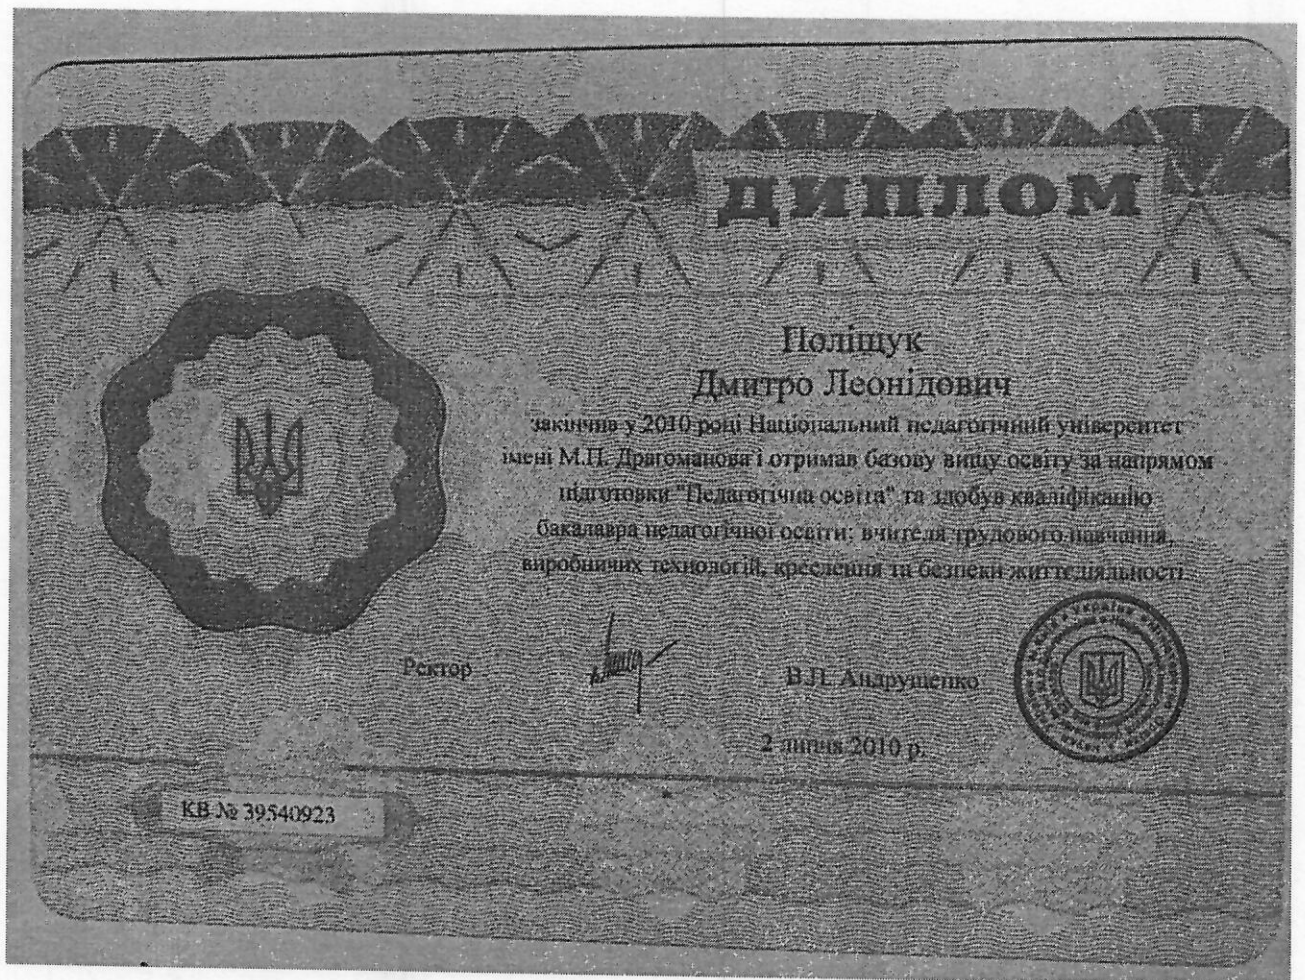 ДИПЛОМ
Поліщук
Дмитро Леонідович
закінчив у 2010 році Національний педагогічний університет
імені М.П. Драгоманова і отримав базову вищу освіту за напрямом
підготовки "Педагогічна освіта" та здобув кваліфікацію
бакалавра педагогічної освіти; вчителя трудового навчання,
виробничих технологій, креслення та безпеки життєдіяльності.
Ректор
В.П. Андрущенко
2 липня 2010 р.
КВ № 39540923